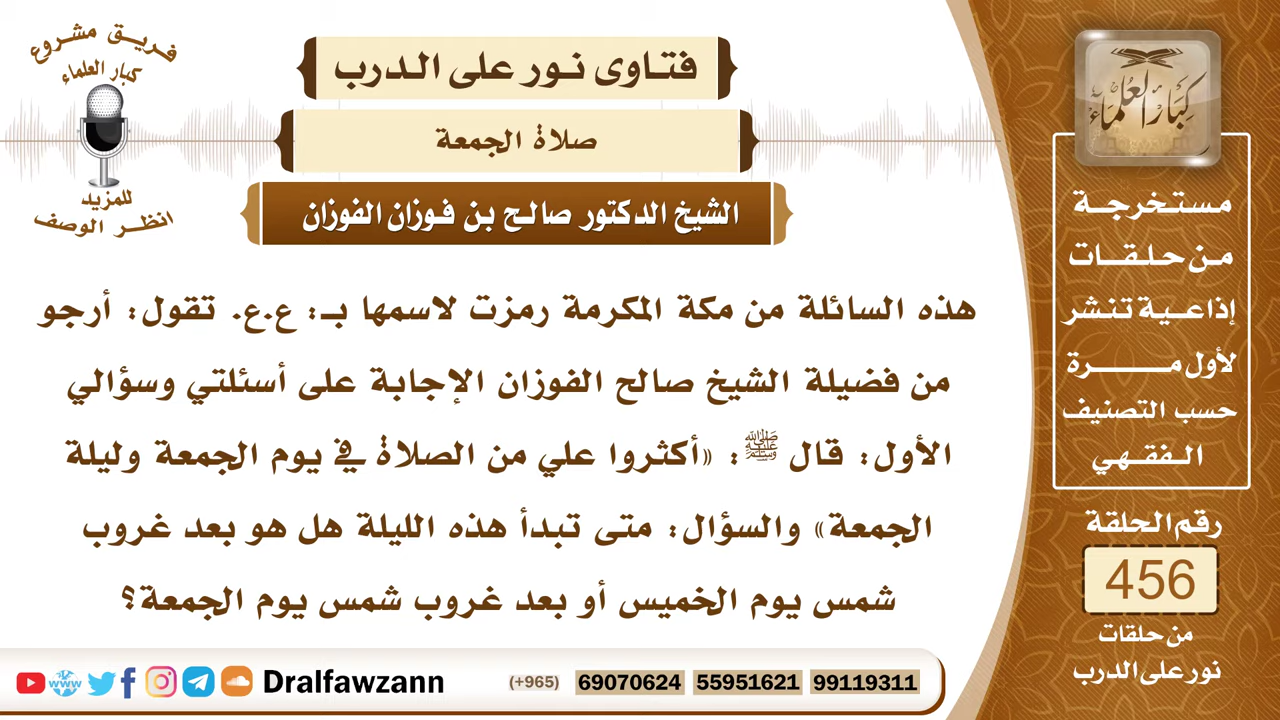 فريق مشروع
كبار العلماء
للمزيد
انظر الوصف
فتاوى نور على الدرب
صلاة الجمعة
الشيخ الدكتور صالح بن فوزان الفوزان
هذه السائلة من مكة المكرمة رمزت لاسمها بـ: ع.ع. تقول: أرجو
من فضيلة الشيخ صالح الفوزان الإجابة على أسئلتي وسؤالي
الأول: قال ﷺ: «أكثروا علي من الصلاة في يوم الجمعة وليلة
الجمعة» والسؤال: متى تبدأ هذه الليلة هل هو بعد غروب
شمس يوم الخميس أو بعد غروب شمس يوم الجمعة؟
كبار العلماء
مستخرجة
من حلقات
إذاعية تنشر
لأول مرة
حسب التصنيف
الفقهي
رقم الحلقة
456
من حلقات
نور على الدرب
www Dralfawzann (+965) 69070624 55951621 99119311